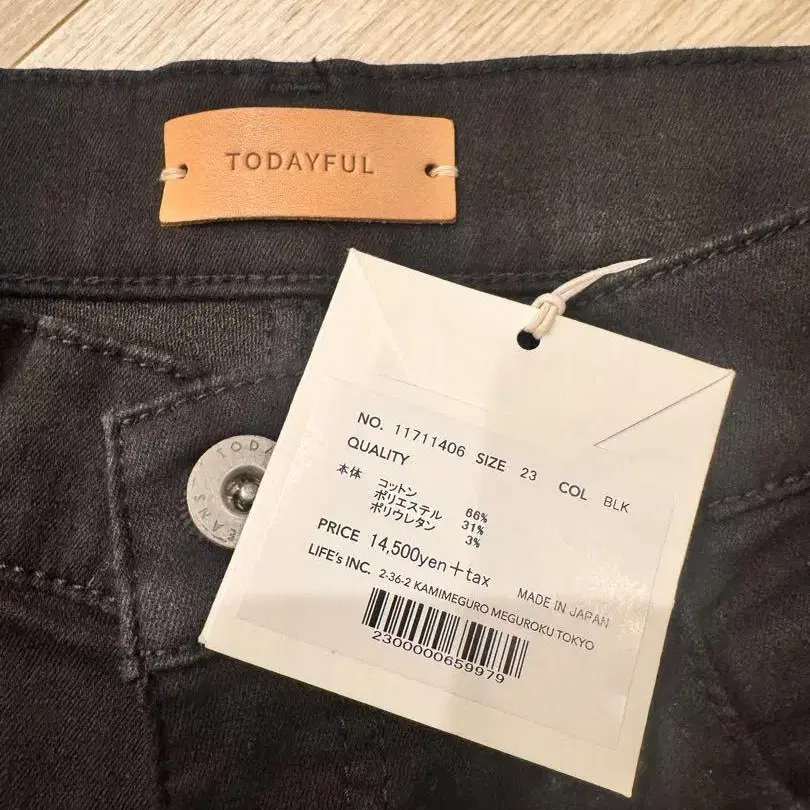 TODAYFUL
NO. 11711406 SIZE 23 COL BLK
QUALITY
本体 コットン 66%
ポリエステル 31%
ポリウレタン 3%
PRICE 14,500yen+tax
MADE IN JAPAN
LIFE's INC. 2-36-2 KAMIMEGURO MEGUROKU TOKYO
2300000659979
TODA
EANS